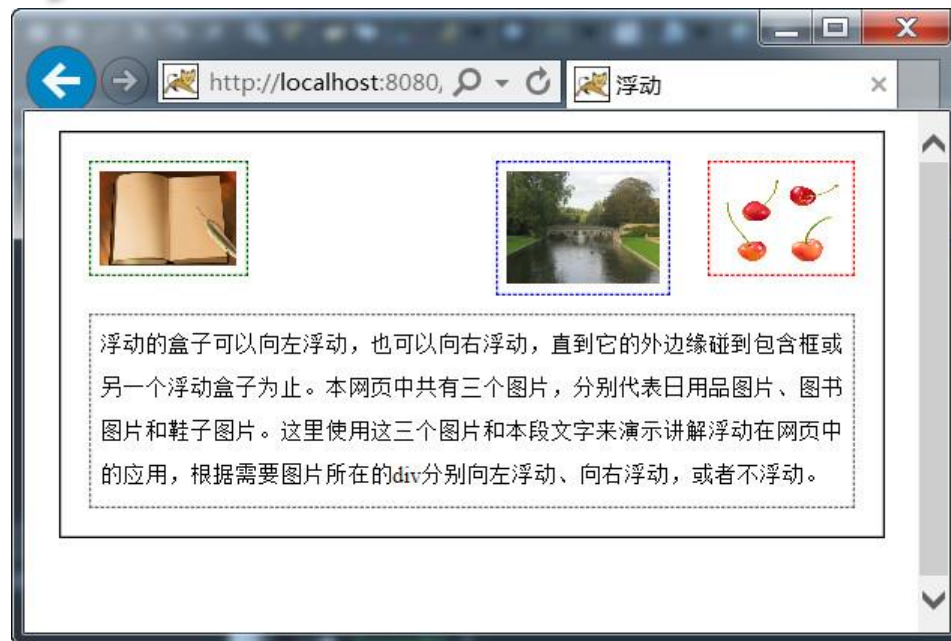 http://localhost:8080,
浮动
浮动的盒子可以向左浮动，也可以向右浮动，直到它的外边缘碰到包含框或
另一个浮动盒子为止。本网页中共有三个图片，分别代表日用品图片、图书
图片和鞋子图片。这里使用这三个图片和本段文字来演示讲解浮动在网页中
的应用，根据需要图片所在的div分别向左浮动、向右浮动，或者不浮动。